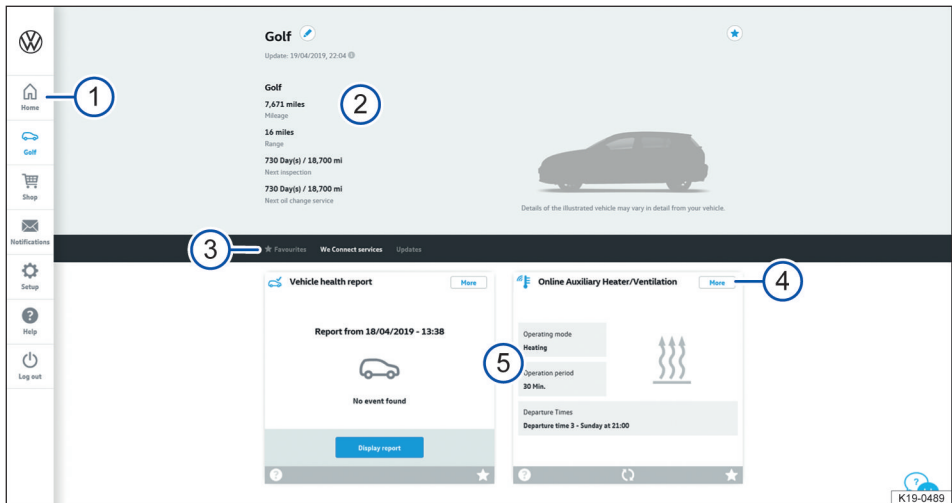 Golf
Update: 19/04/2019, 22:04
Golf
7,671 miles
Mileage
16 miles
Range
730 Day(s) / 18,700 mi
Next inspection
730 Day(s) / 18,700 mi
Next oil change service
Details of the illustrated vehicle may vary in detail from your vehicle.
Home
Golf
Shop
Notifications
Setup
Help
Log out
1
2
3
Favourites We Connect services Updates
Vehicle health report More
Report from 18/04/2019 - 13:38
No event found
Display report
Online Auxiliary Heater/Ventilation More
4
5
Operating mode
Heating
Operation period
30 Min.
Departure Times
Departure time 3 - Sunday at 21:00
?
?
?
K19-0489